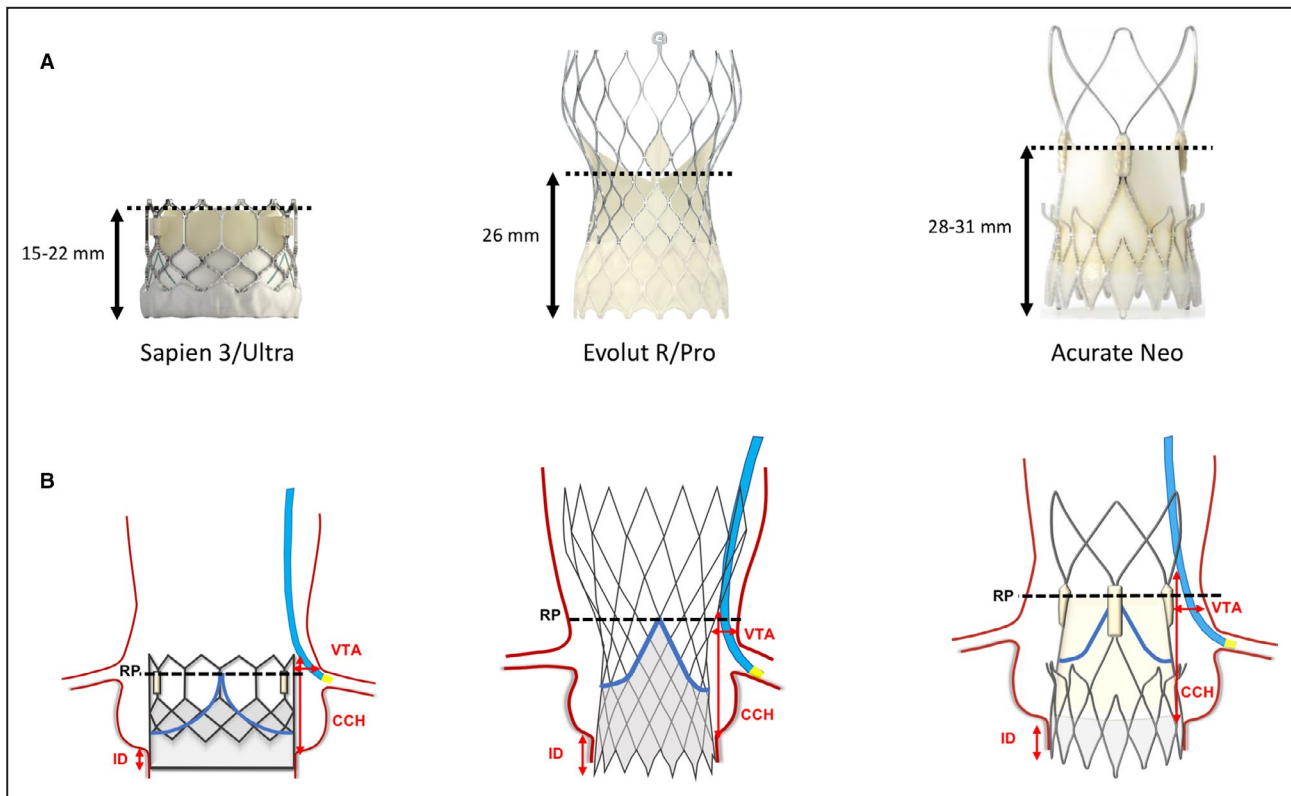 A
15-22 mm
26 mm
28-31 mm
Sapien 3/Ultra
Evolut R/Pro
Acurate Neo
B
RP
VTA
CCH
ID
RP
VTA
CCH
ID
RP
VTA
CCH
ID